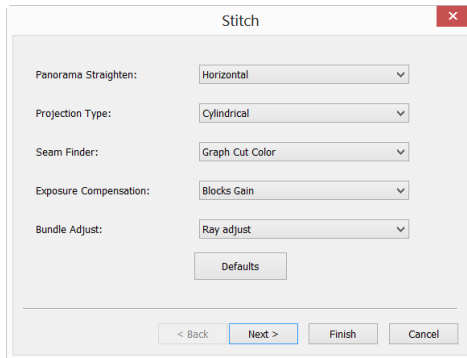 Stitch
Panorama Straighten: Horizontal
Projection Type: Cylindrical
Seam Finder: Graph Cut Color
Exposure Compensation: Blocks Gain
Bundle Adjust: Ray adjust
Defaults
< Back Next > Finish Cancel